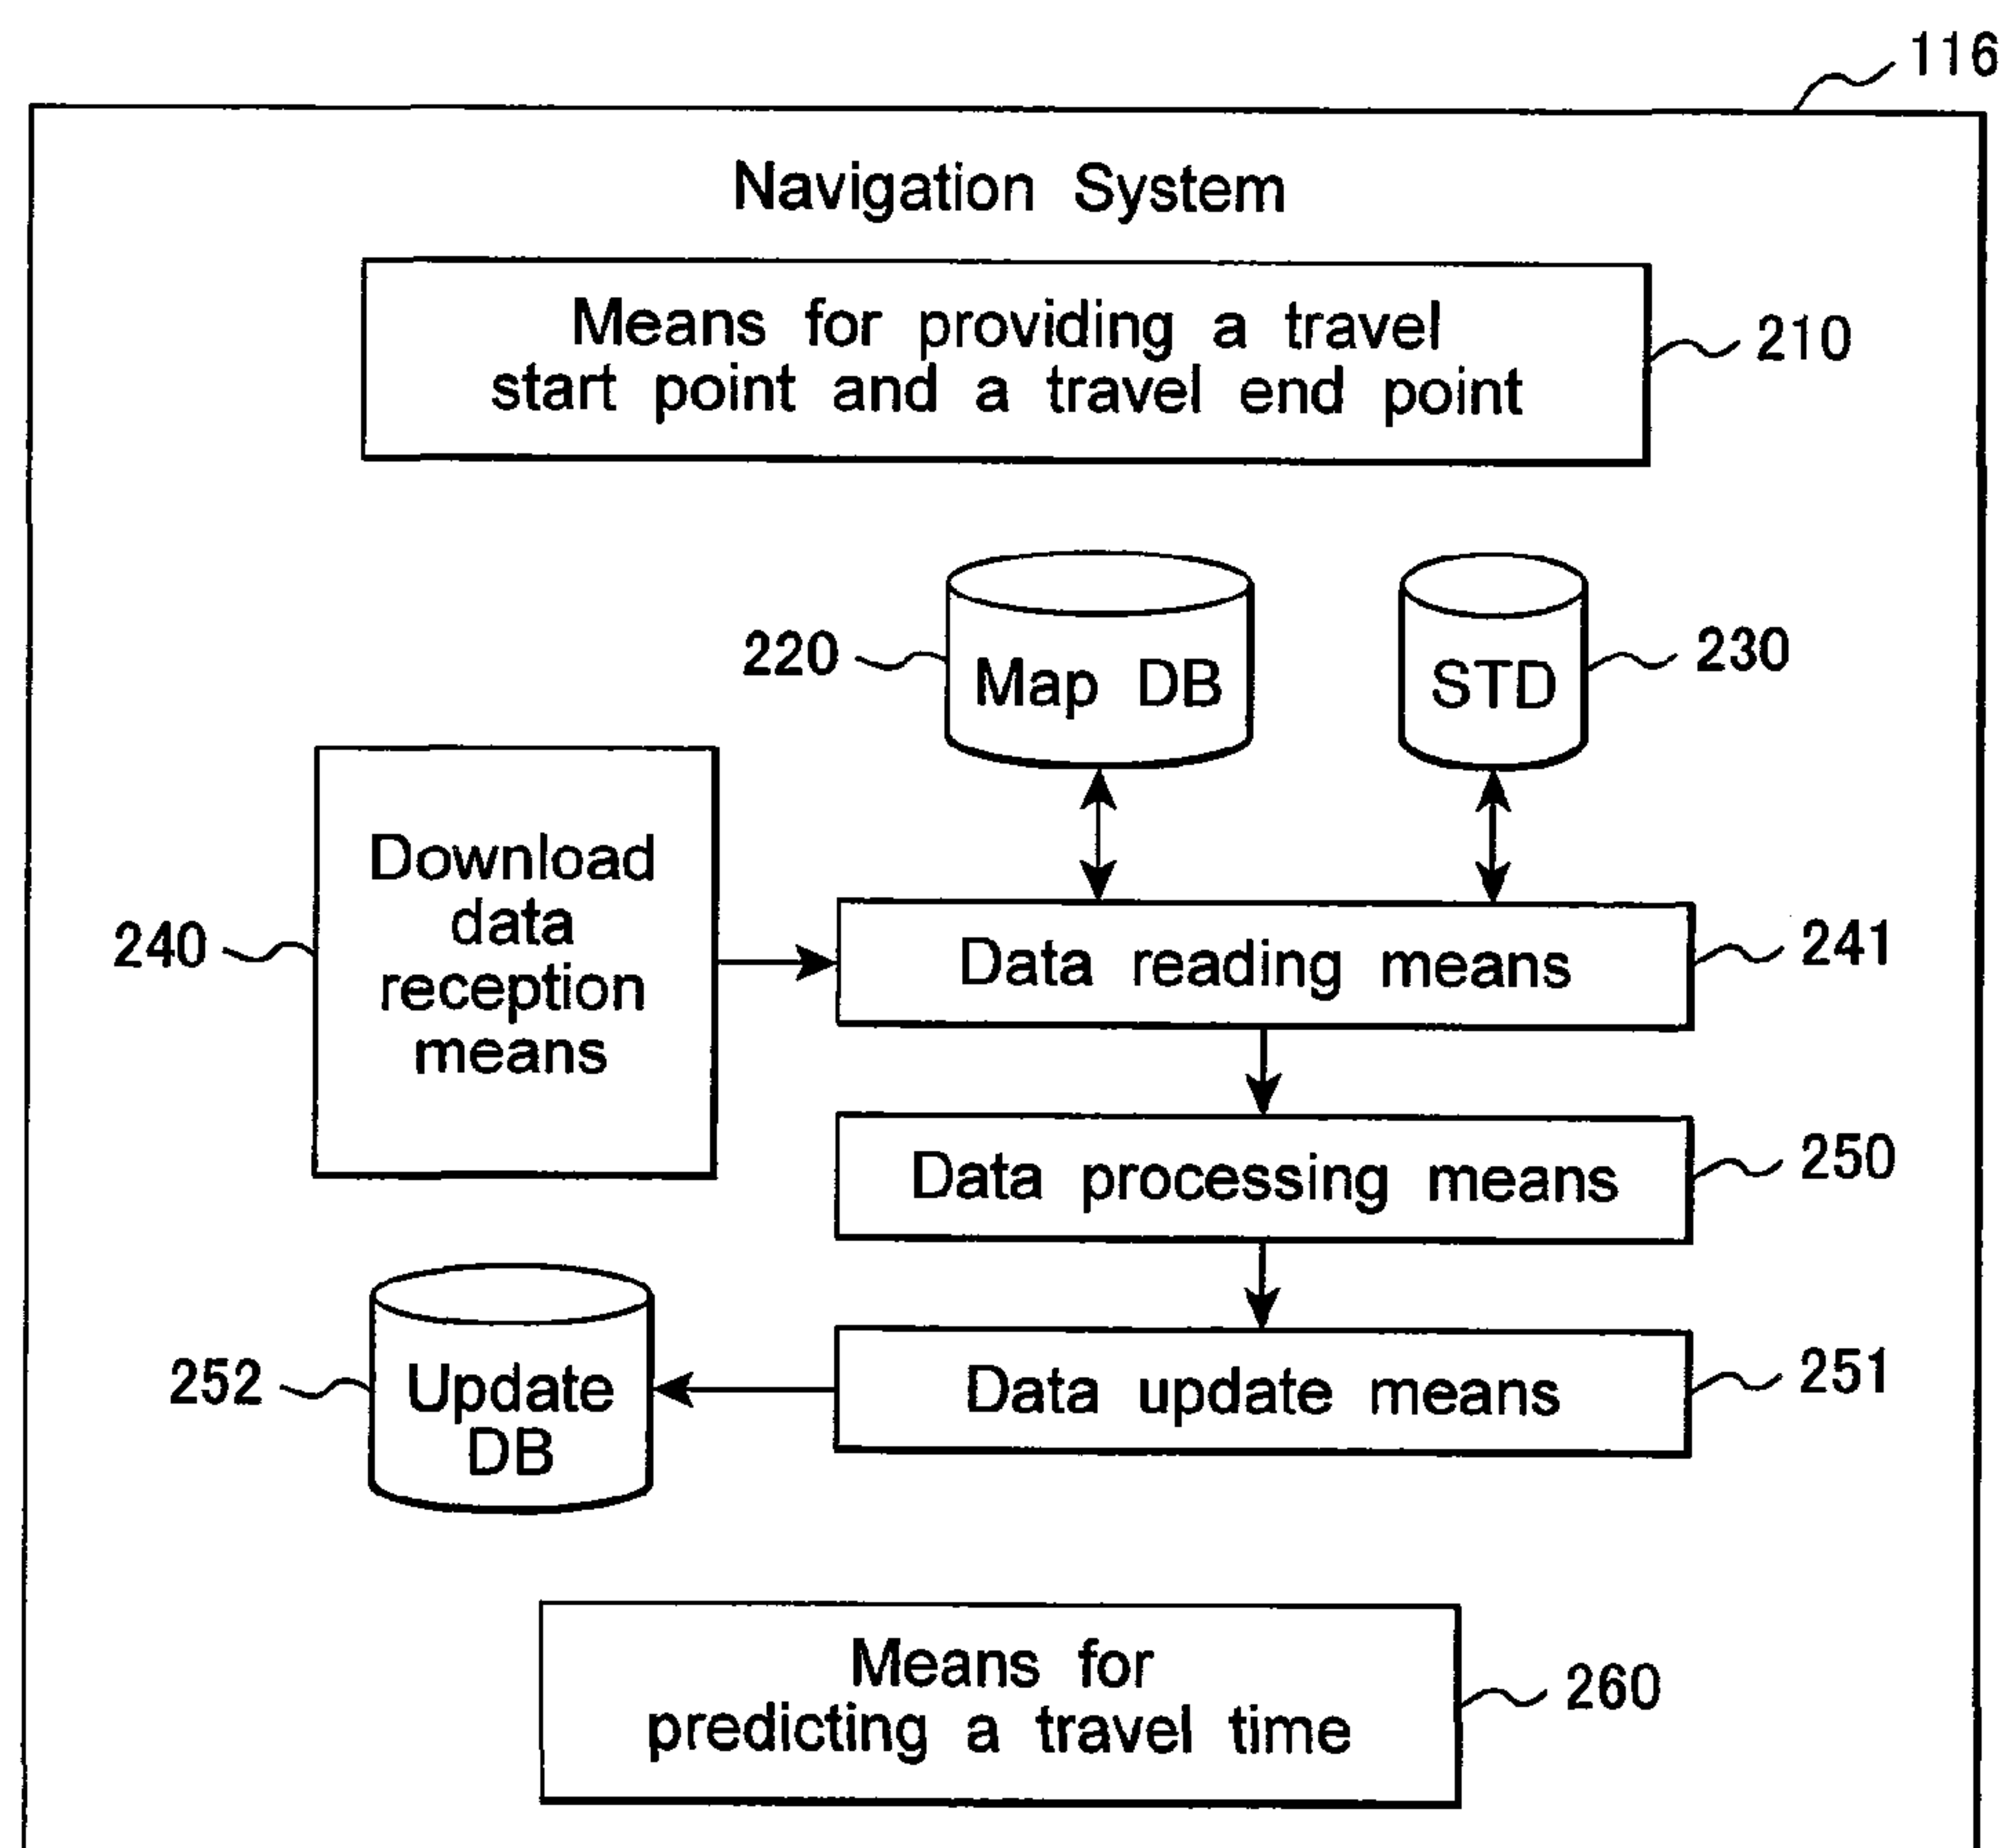 116
Navigation System
Means for providing a travel
start point and a travel end point
210
220
Map DB
STD
230
Download
data
reception
means
240
Data reading means
241
Data processing means
250
252
Update
DB
Data update means
251
Means for
predicting a travel time
260